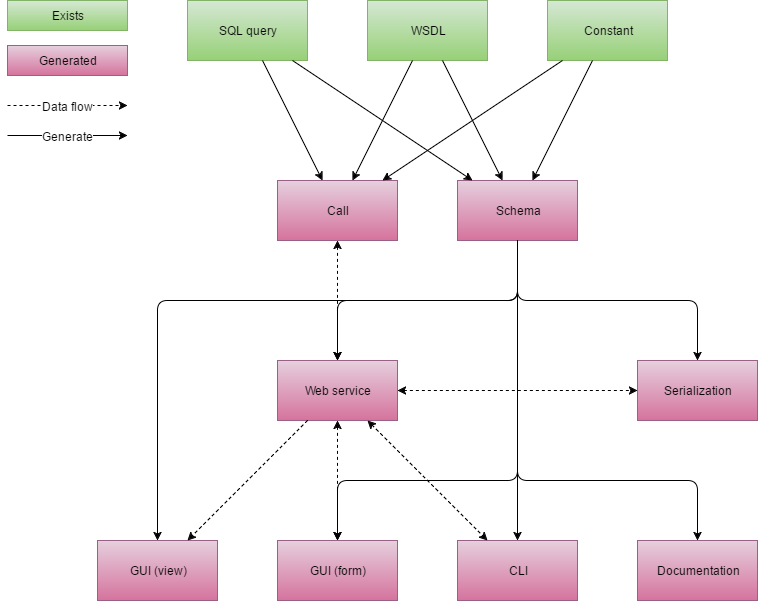 Exists
SQL query
WSDL
Constant
Generated
Data flow
Generate
Call
Schema
Web service
Serialization
GUI (view)
GUI (form)
CLI
Documentation